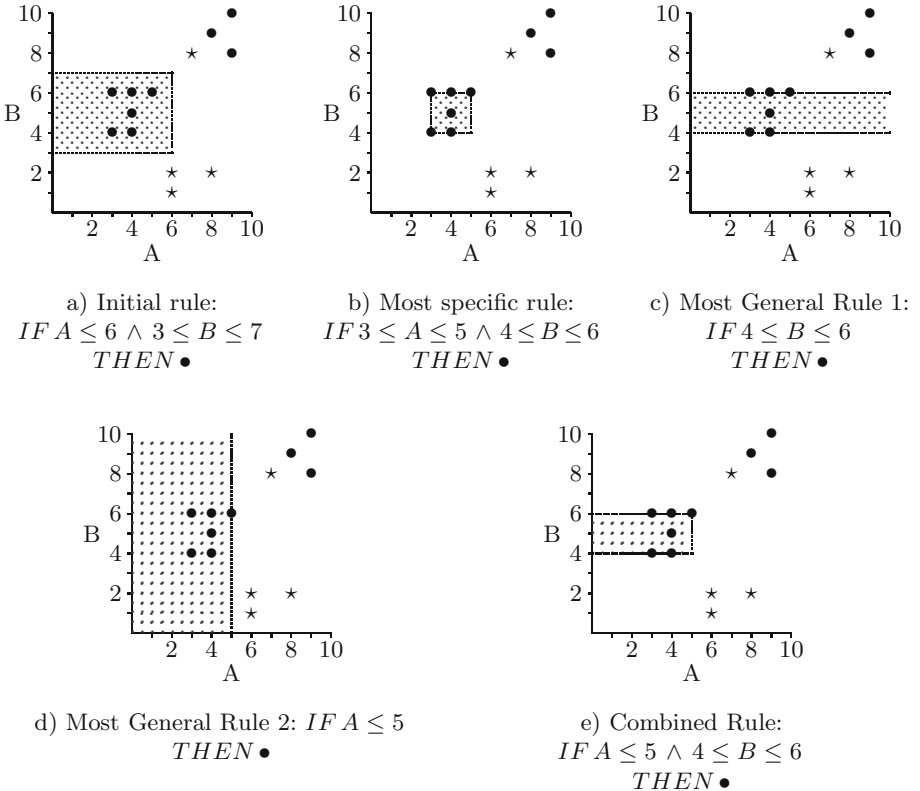 10
8
6
4
2
B
2 4 6 8 10
A
10
8
6
4
2
B
2 4 6 8 10
A
10
8
6
4
2
B
2 4 6 8 10
A
a) Initial rule:
IF A ≤ 6 ∧ 3 ≤ B ≤ 7
THEN ●
b) Most specific rule:
IF 3 ≤ A ≤ 5 ∧ 4 ≤ B ≤ 6
THEN ●
c) Most General Rule 1:
IF 4 ≤ B ≤ 6
THEN ●
10
8
6
4
2
B
2 4 6 8 10
A
10
8
6
4
2
B
2 4 6 8 10
A
d) Most General Rule 2: IF A ≤ 5
THEN ●
e) Combined Rule:
IF A ≤ 5 ∧ 4 ≤ B ≤ 6
THEN ●